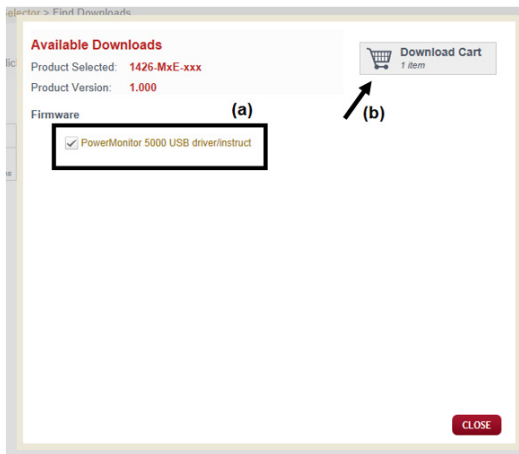 elector > Find Downloads
Available Downloads
Download Cart
1 item
Product Selected: 1426-MxE-xxx
Product Version: 1.000
Firmware
(a)
(b)
PowerMonitor 5000 USB driver/instruct
CLOSE